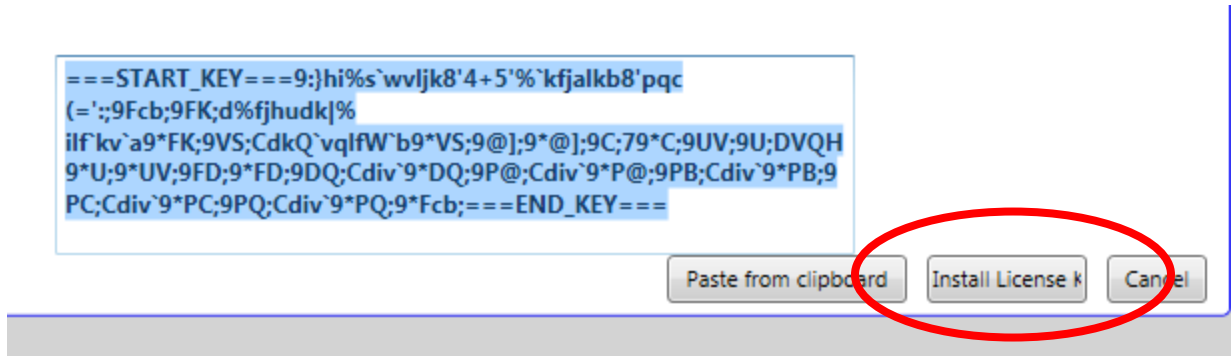 ===START_KEY===9:}hi%s`wvljk8'4+5'%`kfjalkb8'pqc
(=':;9Fcb;9FK;d%fjhudk|%
ilf`kv`a9*FK;9VS;CdkQ`vqlfW`b9*VS;9@];9*@];9C;79*C;9UV;9U;DVQH
9*U;9*UV;9FD;9*FD;9DQ;Cdiv`9*DQ;9P@;Cdiv`9*P@;9PB;Cdiv`9*PB;9
PC;Cdiv`9*PC;9PQ;Cdiv`9*PQ;9*Fcb;===END_KEY===
Paste from clipboard Install License K Cancel